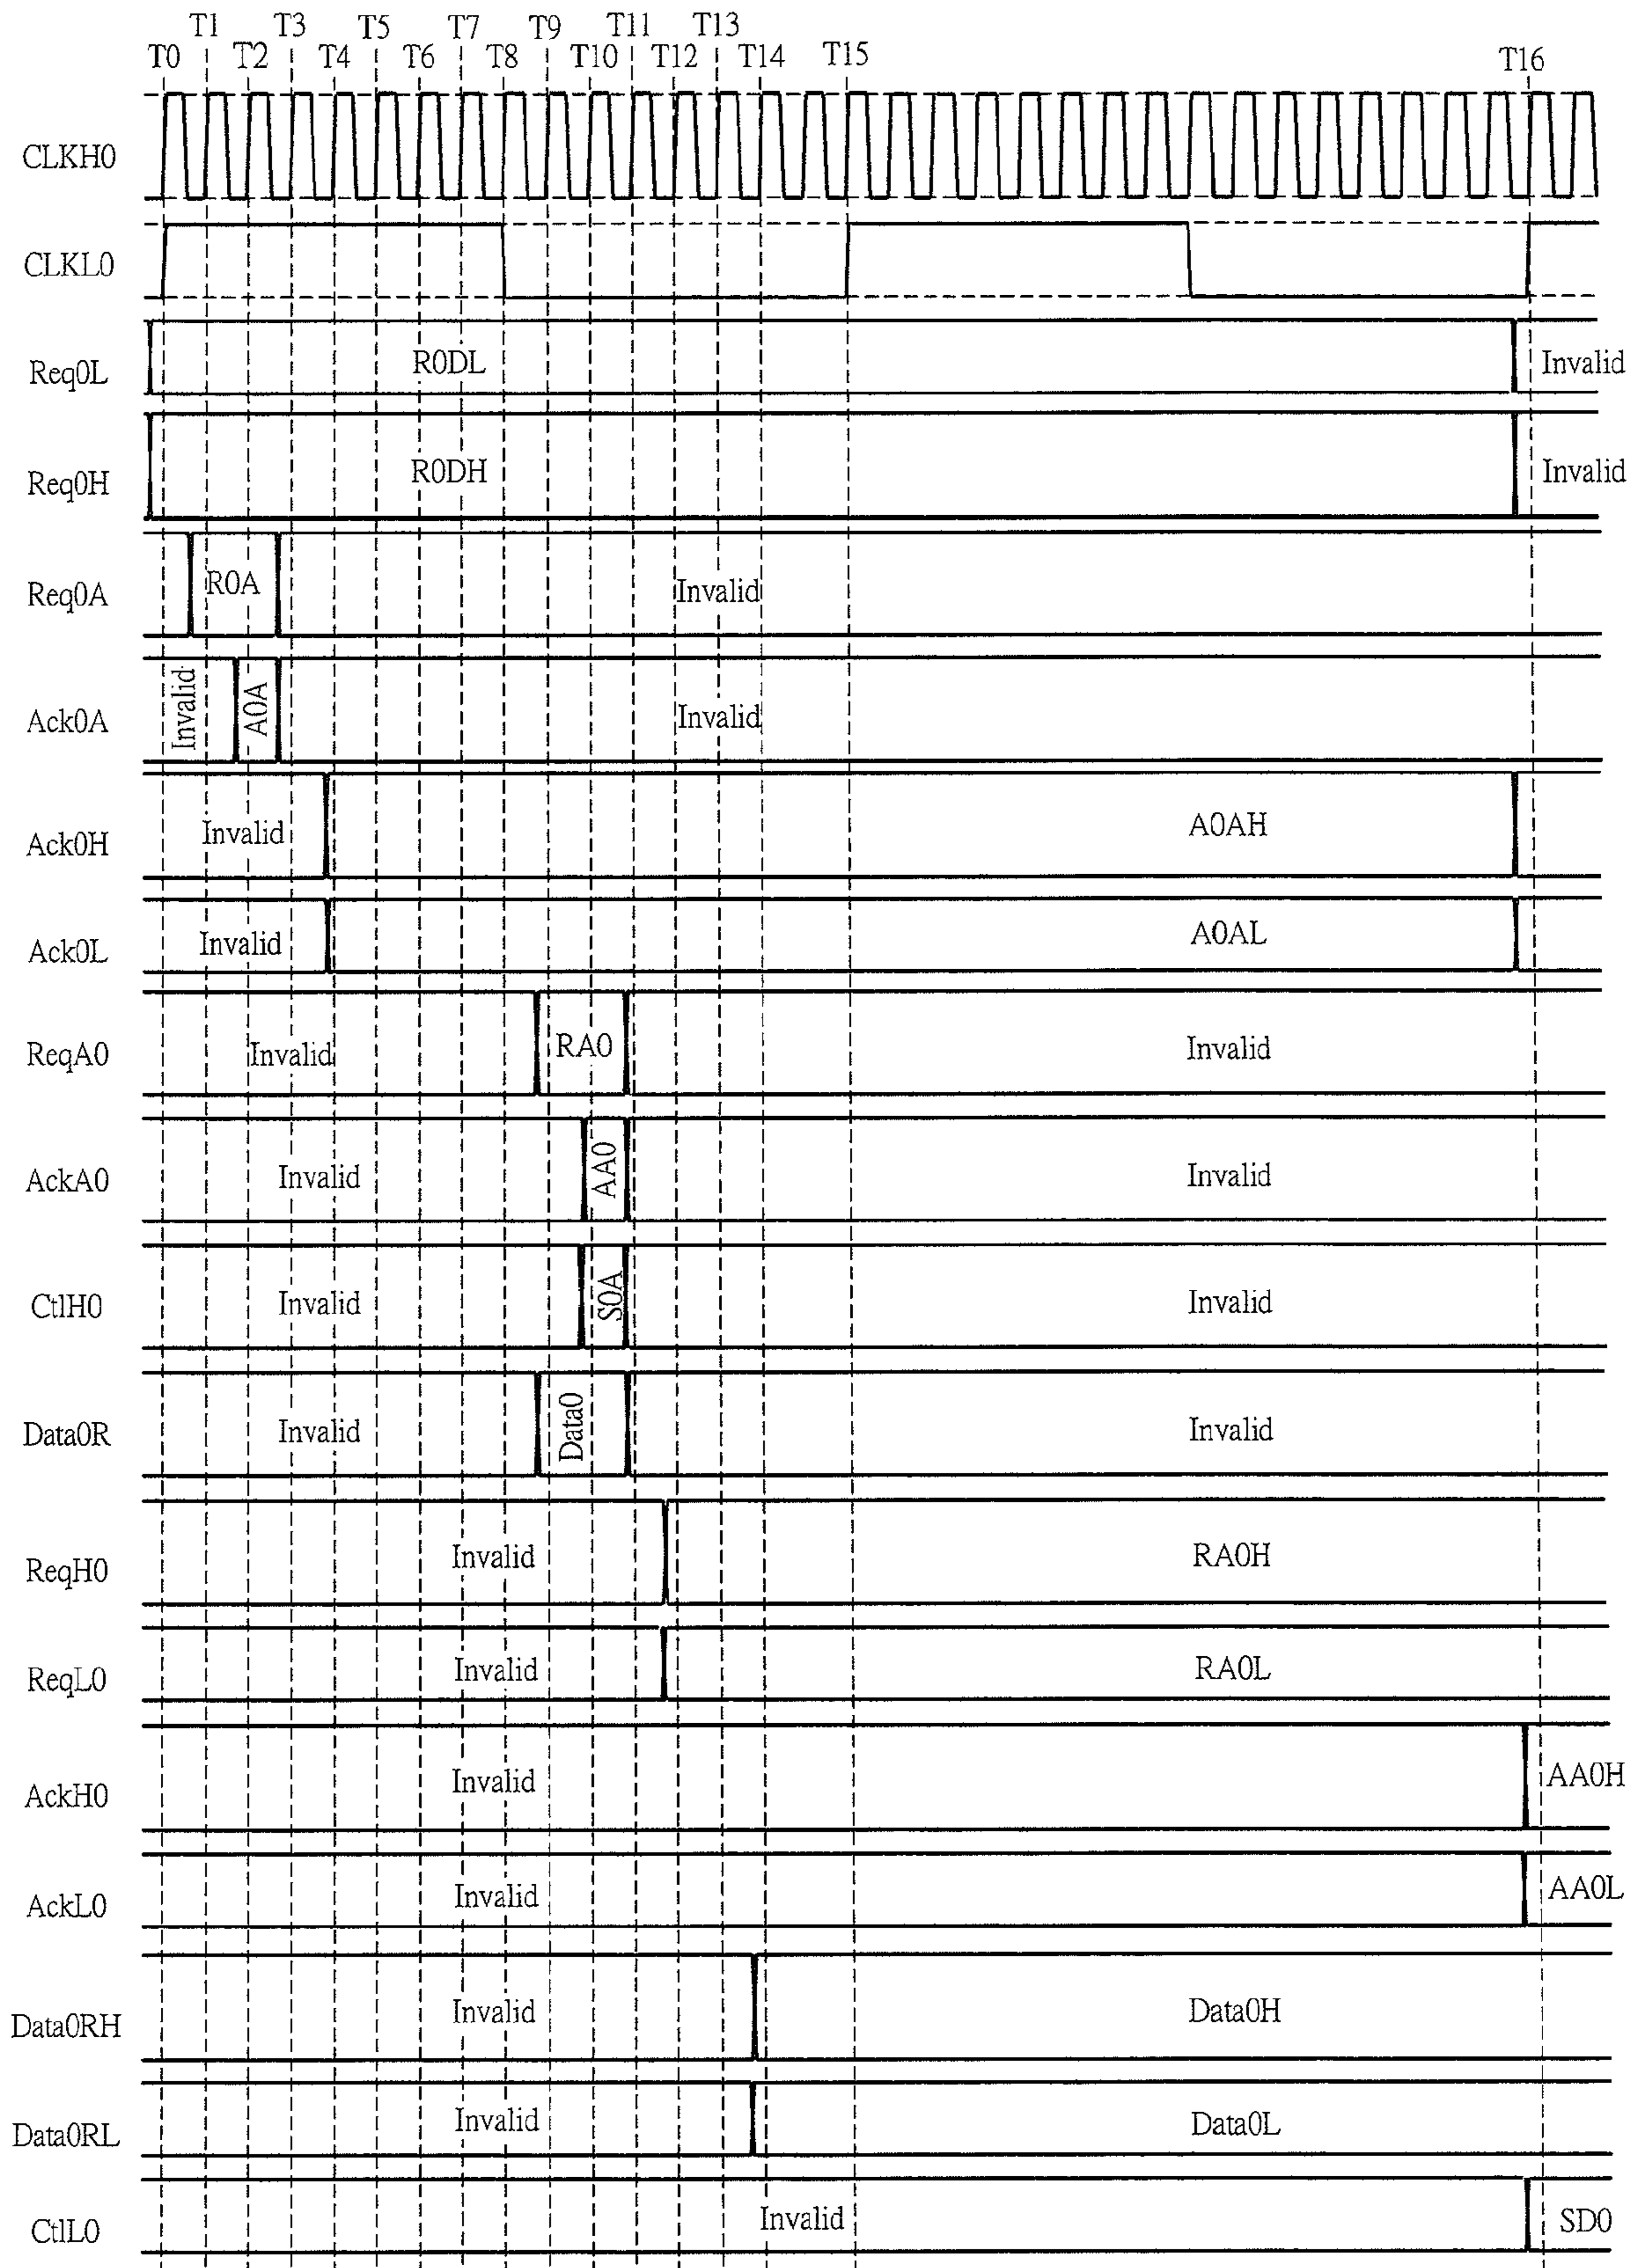 T1 T3 T5 T7 T9 T11 T13
T0 T2 T4 T6 T8 T10 T12 T14 T15 T16
CLKH0
CLKL0
Req0L R0DL Invalid
Req0H R0DH Invalid
Req0A R0A Invalid
Ack0A Invalid A0A Invalid
Ack0H Invalid A0AH
Ack0L Invalid A0AL
ReqA0 Invalid RA0 Invalid
AckA0 Invalid AA0 Invalid
CtlH0 Invalid S0A Invalid
Data0R Invalid Data0 Invalid
ReqH0 Invalid RA0H
ReqL0 Invalid RA0L
AckH0 Invalid AA0H
AckL0 Invalid AA0L
Data0RH Invalid Data0H
Data0RL Invalid Data0L
CtlL0 Invalid SD0